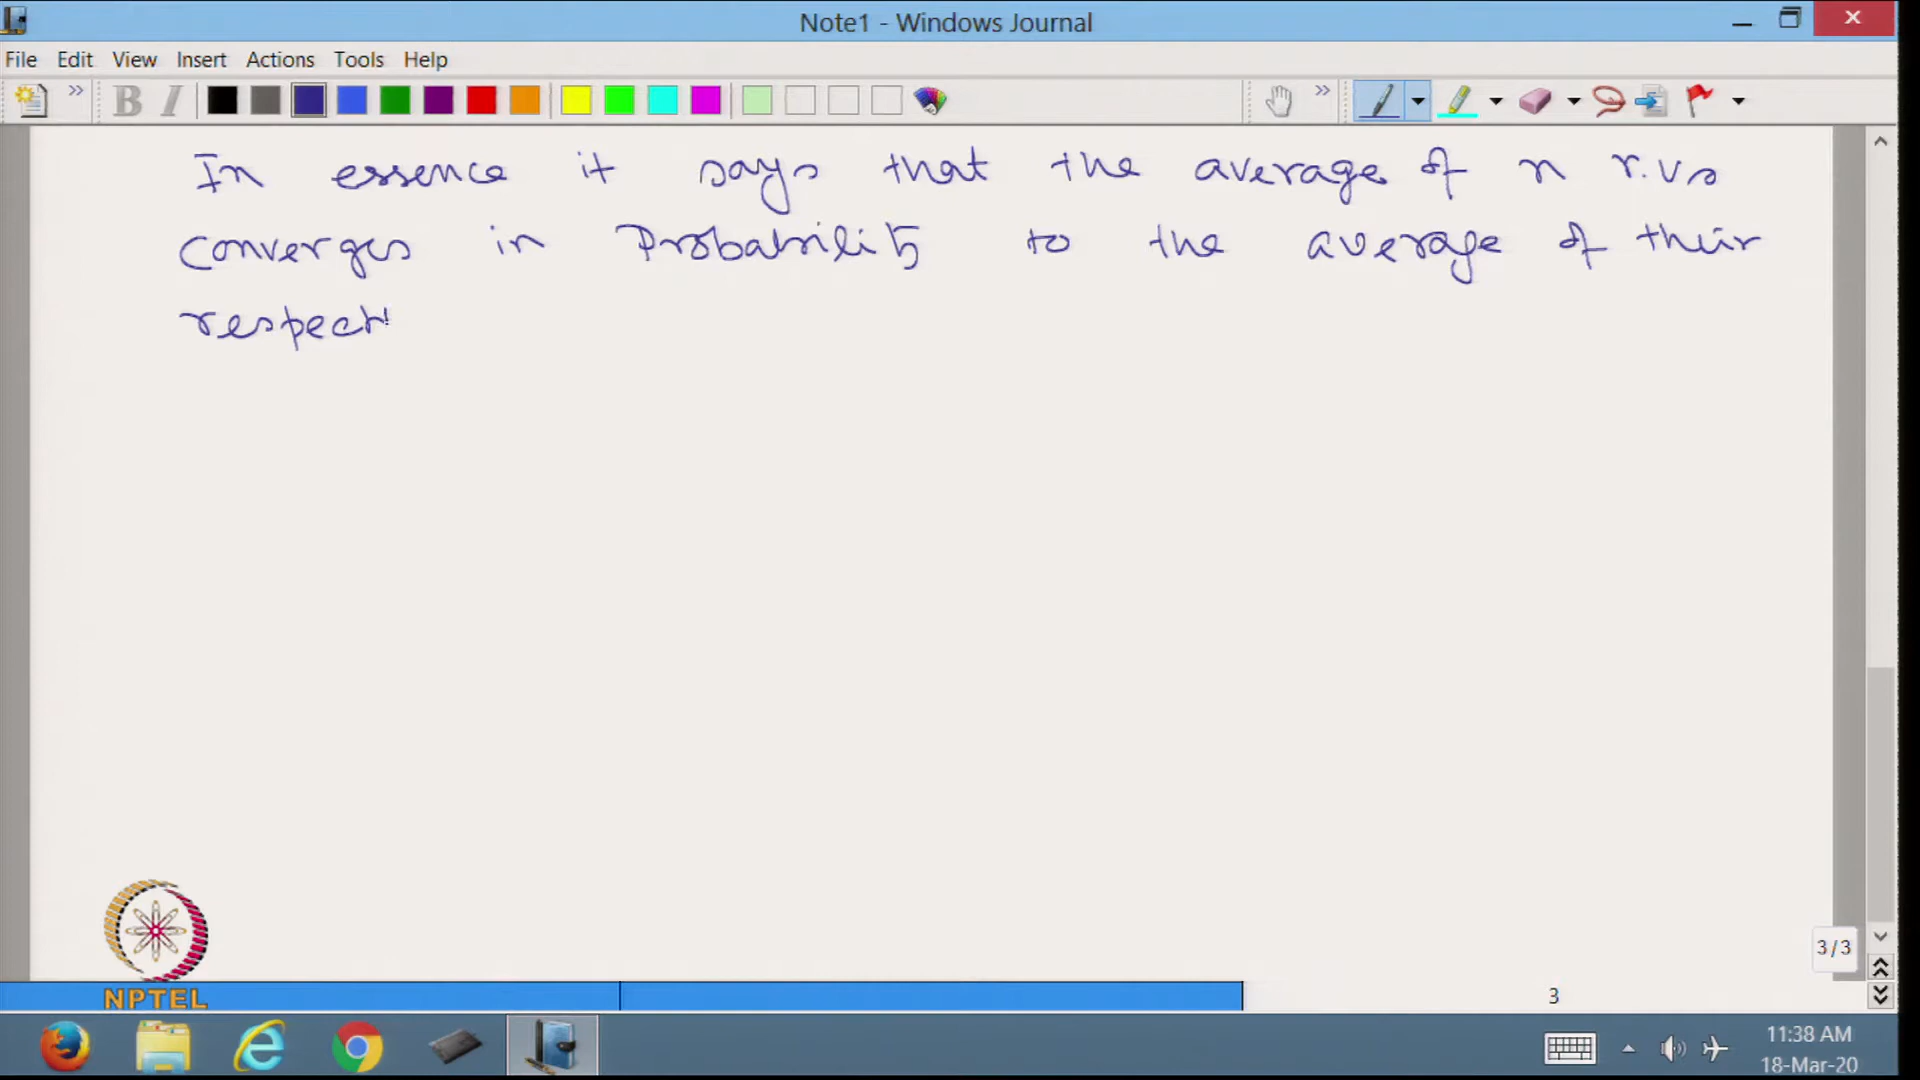 Note1 - Windows Journal
File Edit View Insert Actions Tools Help
B I
In essence it says that the average of n r.vs
converges in Probability to the average of their
respecti
3/3
NPTEL
3
11:38 AM
18-Mar-20